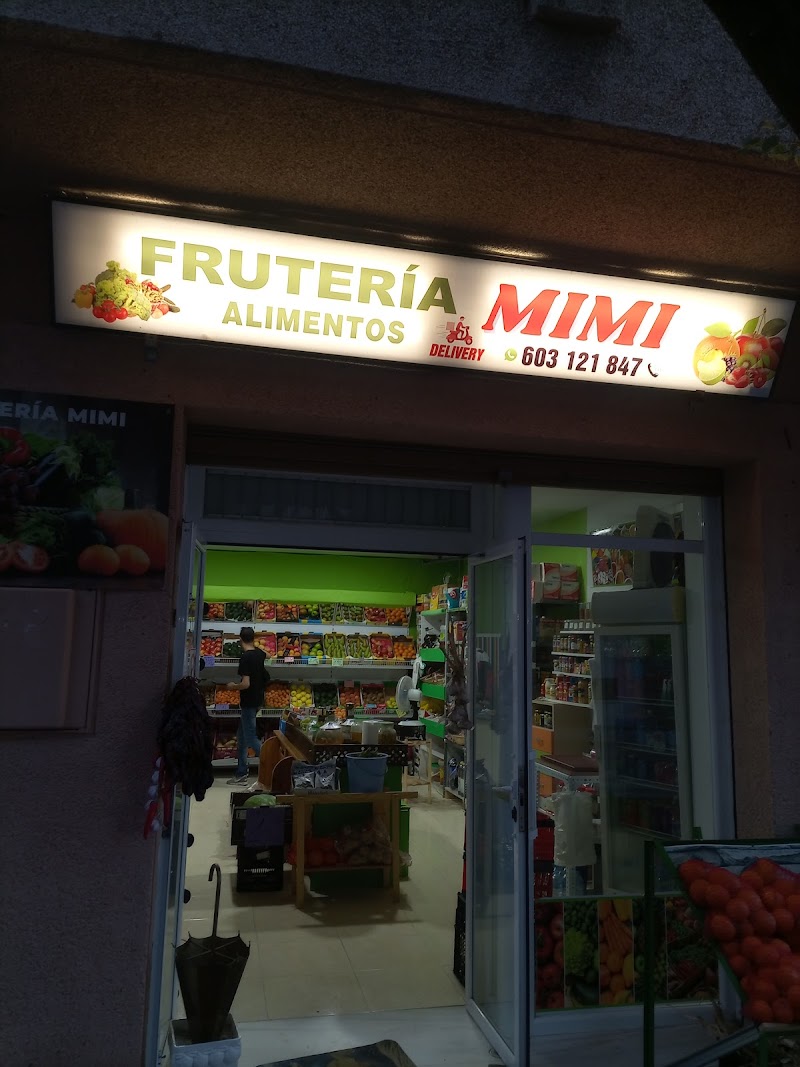 FRUTERÍA MIMI
ALIMENTOS
DELIVERY
603 121 847
ERÍA MIMI